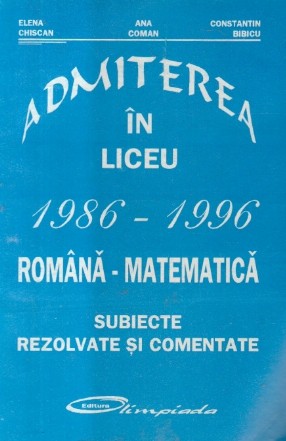 ELENA CHISCAN
ANA COMAN
CONSTANTIN BIBICU
ADMITEREA
ÎN
LICEU
1986 - 1996
ROMÂNĂ - MATEMATICĂ
SUBIECTE
REZOLVATE ȘI COMENTATE
Editura
Olimpiada